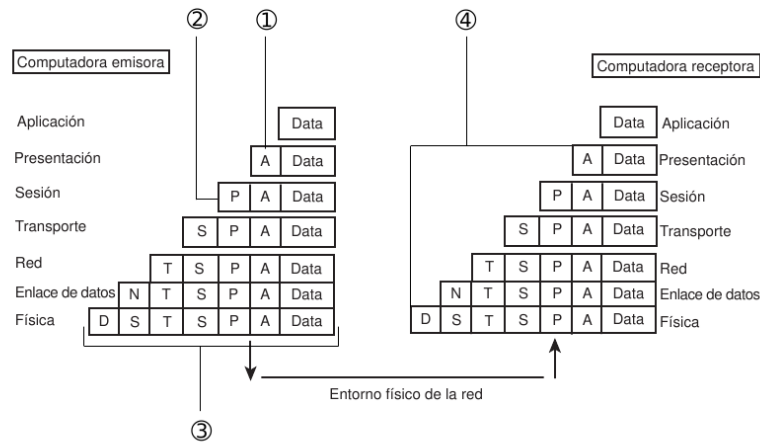 ② ① ④
Computadora emisora Computadora receptora
Aplicación Data Data Aplicación
Presentación A Data A Data Presentación
Sesión P A Data P A Data Sesión
Transporte S P A Data S P A Data Transporte
Red T S P A Data T S P A Data Red
Enlace de datos N T S P A Data N T S P A Data Enlace de datos
Física D S T S P A Data D S T S P A Data Física
Entorno físico de la red
③